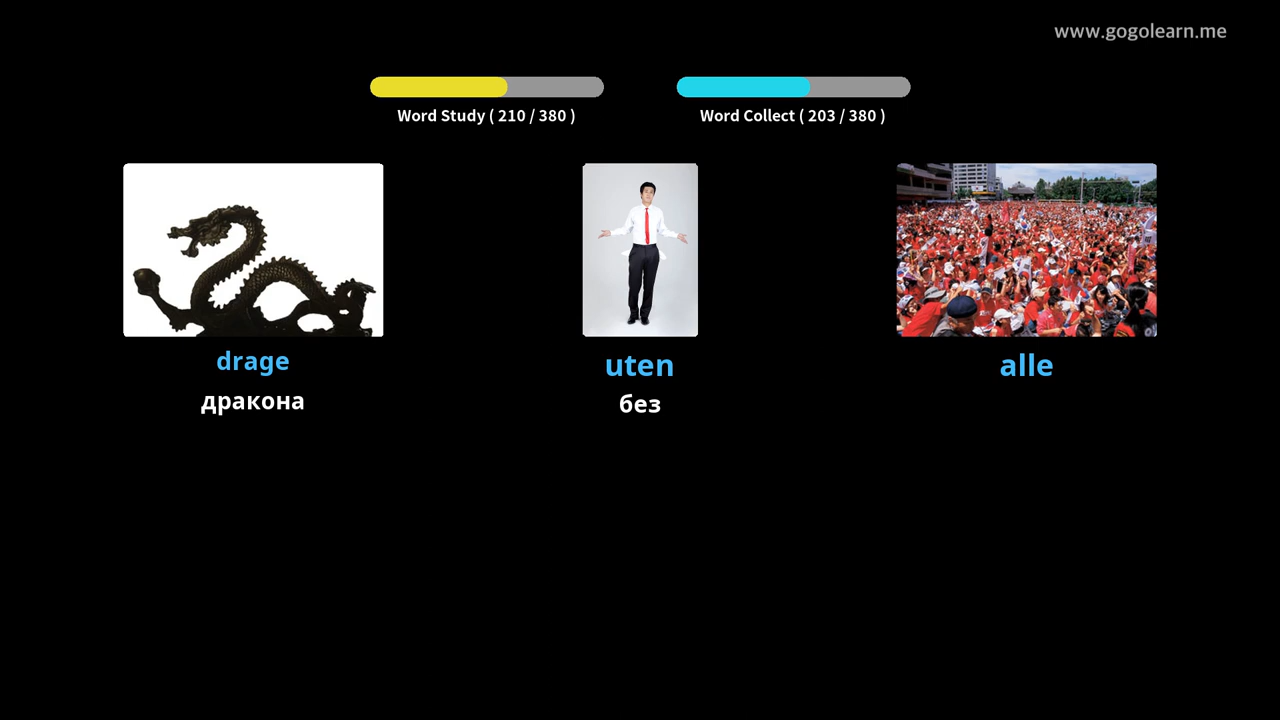 www.gogolearn.me
Word Study ( 210 / 380 )
Word Collect ( 203 / 380 )
drage
дракона
uten
без
alle